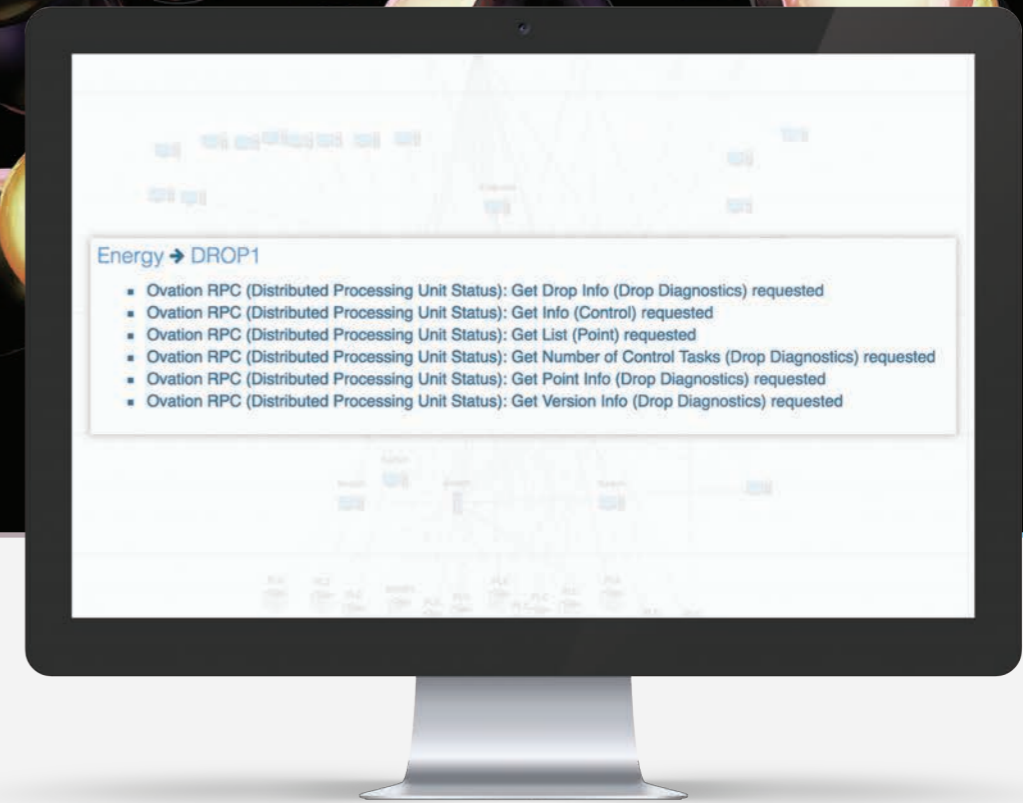 Energy → DROP1
▪ Ovation RPC (Distributed Processing Unit Status): Get Drop Info (Drop Diagnostics) requested
▪ Ovation RPC (Distributed Processing Unit Status): Get Info (Control) requested
▪ Ovation RPC (Distributed Processing Unit Status): Get List (Point) requested
▪ Ovation RPC (Distributed Processing Unit Status): Get Number of Control Tasks (Drop Diagnostics) requested
▪ Ovation RPC (Distributed Processing Unit Status): Get Point Info (Drop Diagnostics) requested
▪ Ovation RPC (Distributed Processing Unit Status): Get Version Info (Drop Diagnostics) requested